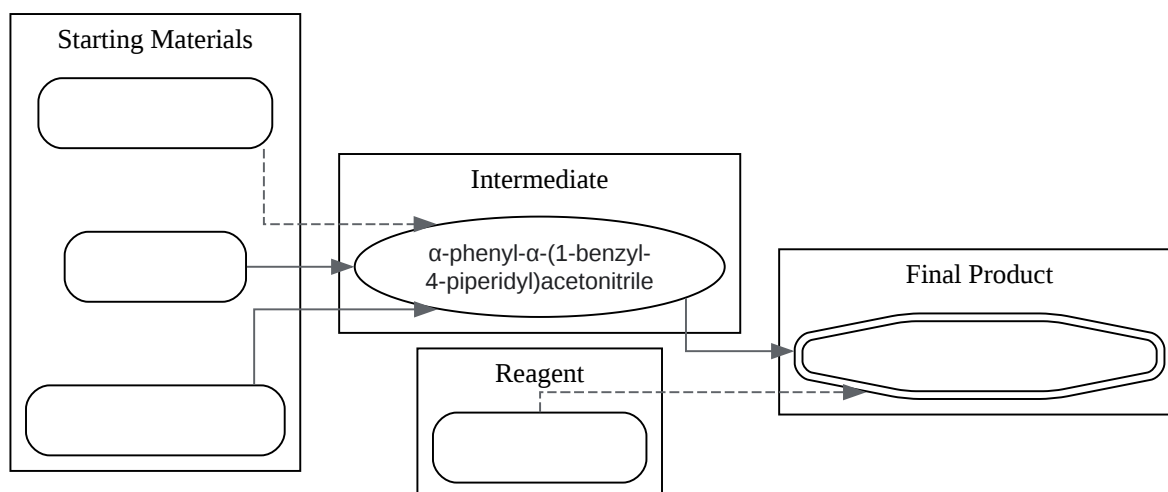 Starting Materials
Intermediate
α-phenyl-α-(1-benzyl-
4-piperidyl)acetonitrile
Final Product
Reagent